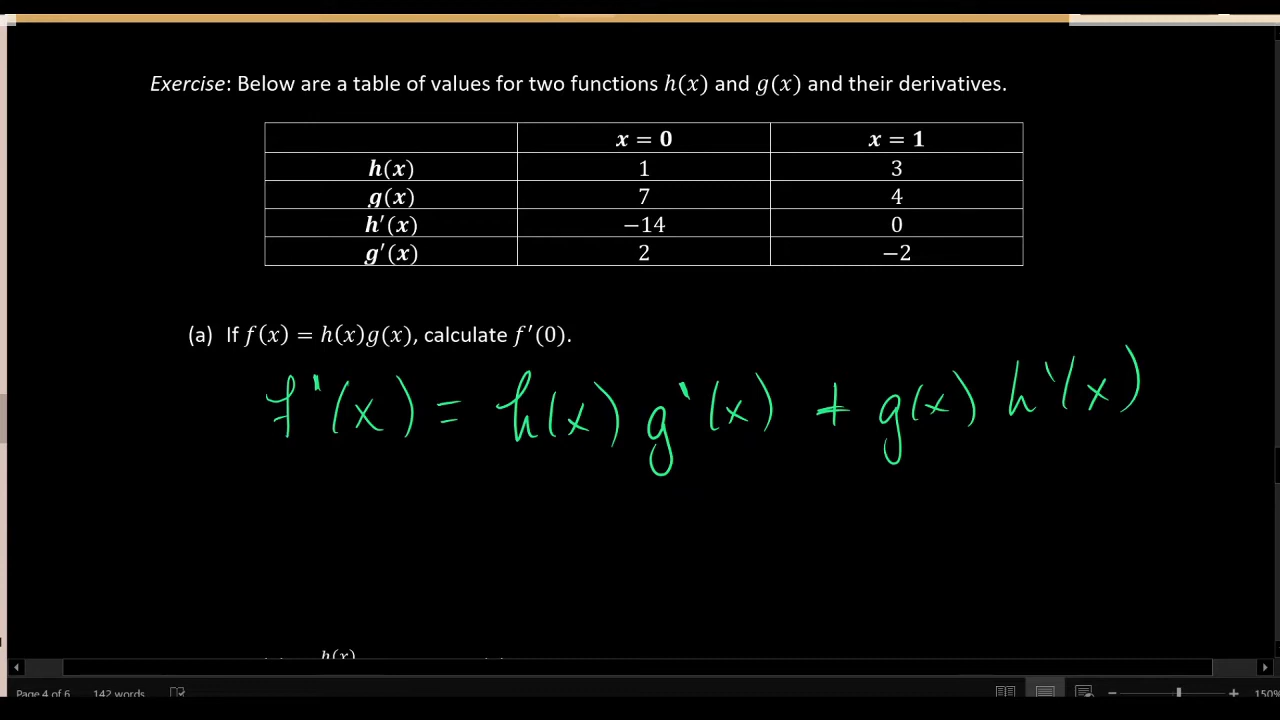 Exercise: Below are a table of values for two functions h(x) and g(x) and their derivatives.
x = 0 x = 1
h(x) 1 3
g(x) 7 4
h′(x) −14 0
g′(x) 2 −2
(a) If f(x) = h(x)g(x), calculate f′(0).
f'(x) = h(x) g'(x) + g(x) h'(x)
h(x)
Page 4 of 6 142 words 150%